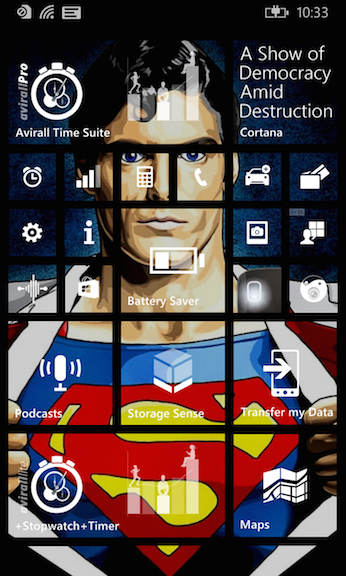 10:33
avirallPro
Avirall Time Suite
A Show of
Democracy
Amid
Destruction
Cortana
Battery Saver
Podcasts
Storage Sense
Transfer my Data
avirallLite
+Stopwatch+Timer
Maps